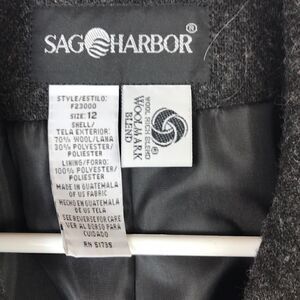 SAG HARBOR®
STYLE/ESTILO:
F23000
SIZE: 12
SHELL/
TELA EXTERIOR:
70% WOOL/LANA
30% POLYESTER/
POLIESTER
LINING/FORRO:
100% POLYESTER/
POLIESTER
MADE IN GUATEMALA
OF US FABRIC
HECHO EN GUATEMALA
DE US TELA
SEE REVERSE FOR CARE
VER AL DORSO PARA
CUIDADO
RN 51735
WOOL RICH BLEND
WOOLMARK
BLEND